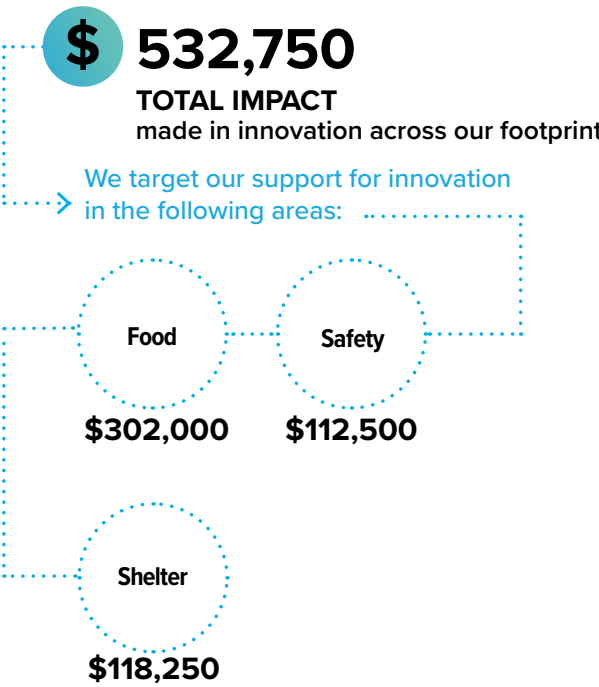 $ 532,750
TOTAL IMPACT
made in innovation across our footprint
We target our support for innovation
in the following areas:
Food
Safety
$302,000
$112,500
Shelter
$118,250